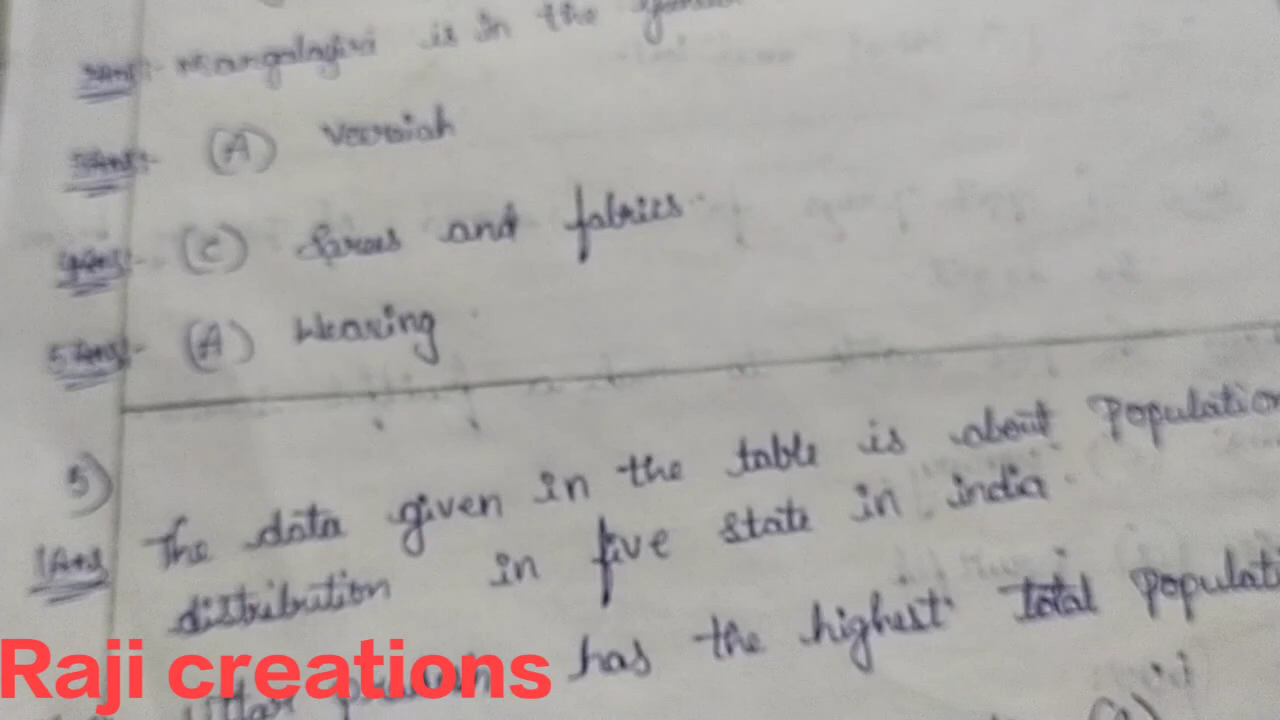 Mangalagiri is in the
3Ans:- (A) Veeraiah
4Ans:- (C) Sarees and fabrics.
5Ans:- (A) Weaving.
5)
1Ans The data given in the table is about Population
distribution in five state in india.
has the highest total Populati
Raji creations